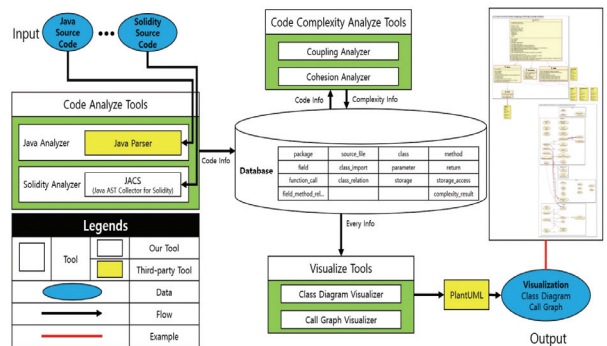 Input
Java
Source
Code
Solidity
Source
Code
Code Analyze Tools
Java Analyzer
Java Parser
Solidity Analyzer
JACS
(Java AST Collector for Solidity)
Code Info
Code Complexity Analyze Tools
Coupling Analyzer
Cohesion Analyzer
Code Info
Complexity Info
Database
package source_file class method
field class_import parameter return
function_call class_relation storage storage_access
field_method_rel... complexity_result
Every Info
Visualize Tools
Class Diagram Visualizer
Call Graph Visualizer
PlantUML
Visualization
Class Diagram
Call Graph
Output
Legends
Tool
Our Tool
Third-party Tool
Data
Flow
Example